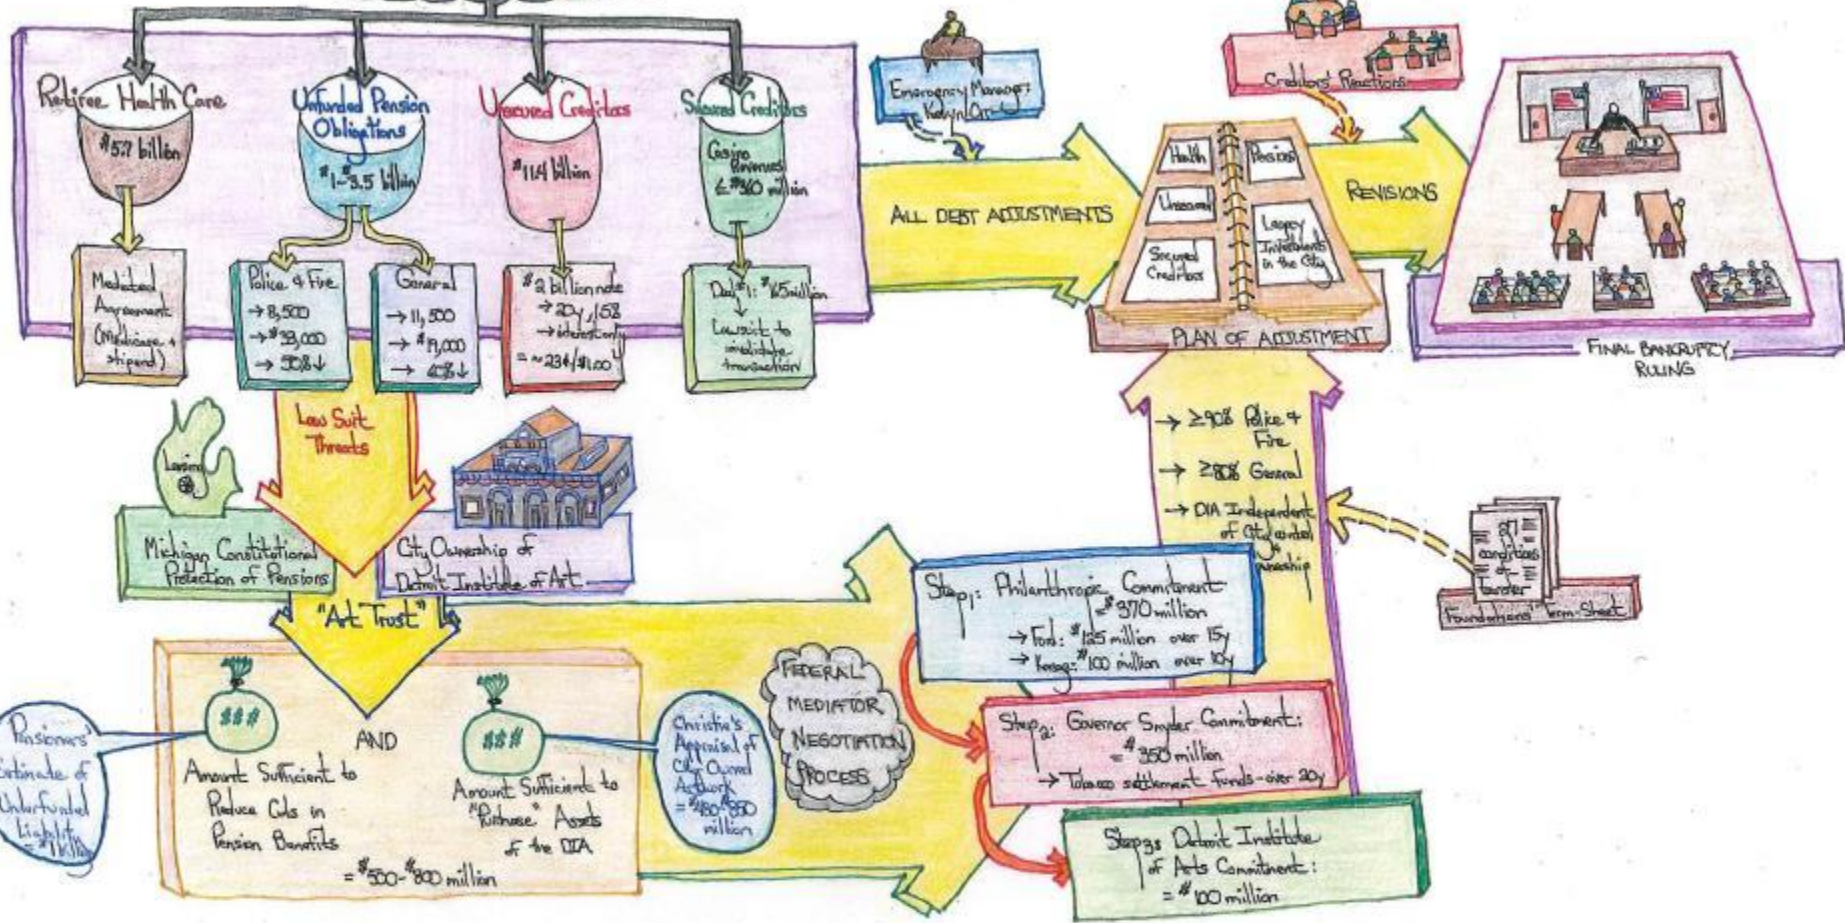 Retiree Health Care
$5.7 billion
Unfunded Pension
Obligations
$1-$3.5 billion
Unsecured Creditors
$11.4 billion
Secured Creditors
Casino
Revenues
≤ $360 million
Mediated
Agreement
(Medicare +
stipend)
Police & Fire
→ 8,500
→ $33,000
→ 30%↓
General
→ 11,500
→ $19,000
→ 40%↓
$2 billion note
→ 20y, 1.5%
→ interest only
= ~ 23¢/$1.00
Deal #1: $165 million
↓
Lawsuit to
invalidate
transaction
Emergency Manager:
Kevyn Orr
ALL DEBT ADJUSTMENTS
Health
Unsecured
Secured
Creditors
Pensions
Legacy
Investments
in the City
PLAN OF ADJUSTMENT
Creditors' Reactions
REVISIONS
FINAL BANKRUPTCY
RULING
Law Suit
Threats
Lansing
Michigan Constitutional
Protection of Pensions
City Ownership of
Detroit Institute of Art
"Art Trust"
Pensioners'
Estimate of
Unfunded
Liability
$$#
Amount Sufficient to
Reduce Cuts in
Pension Benefits
AND
$$#
Amount Sufficient to
"Purchase" Assets
of the DIA
= $500-$800 million
Christie's
Appraisal of
City Owned
Artwork
million
FEDERAL
MEDIATOR
NEGOTIATION
PROCESS
Step 1: Philanthropic Commitment
= $370 million
→ Ford: $125 million over 15y
→ Kresge: $100 million over 10y
Step 2: Governor Snyder Commitment:
= $350 million
→ Tobacco settlement funds-over 20y
Step 3: Detroit Institute
of Arts Commitment:
= $100 million
→ ≥90% Police &
Fire
→ ≥80% General
→ DIA Independent
of City control
conditions
of
transfer
Foundations' Term-Sheet